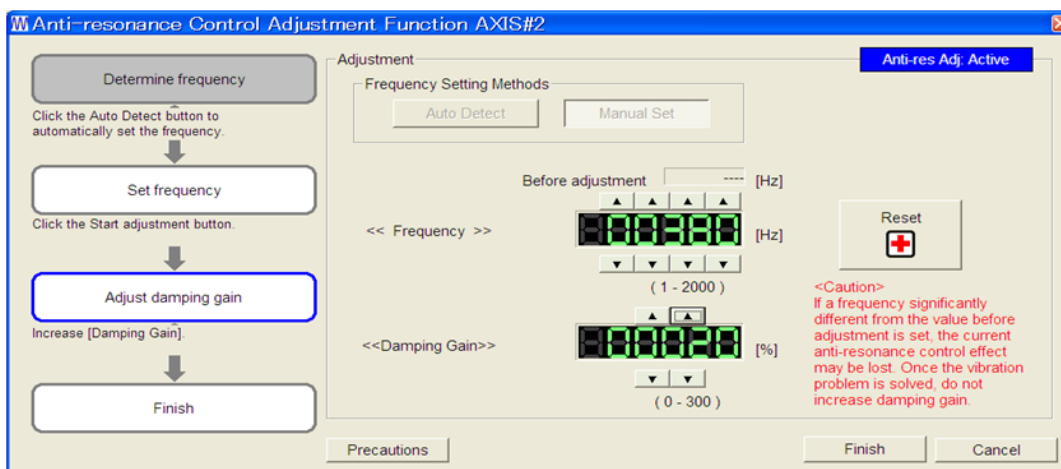 Anti-resonance Control Adjustment Function AXIS#2
Determine frequency
Click the Auto Detect button to
automatically set the frequency.
Set frequency
Click the Start adjustment button.
Adjust damping gain
Increase [Damping Gain].
Finish
Adjustment
Anti-res Adj: Active
Frequency Setting Methods
Auto Detect
Manual Set
Before adjustment ---- [Hz]
<< Frequency >>
00380
[Hz]
( 1 - 2000 )
<<Damping Gain>>
00020
[%]
( 0 - 300 )
Reset
<Caution>
If a frequency significantly
different from the value before
adjustment is set, the current
anti-resonance control effect
may be lost. Once the vibration
problem is solved, do not
increase damping gain.
Precautions
Finish
Cancel